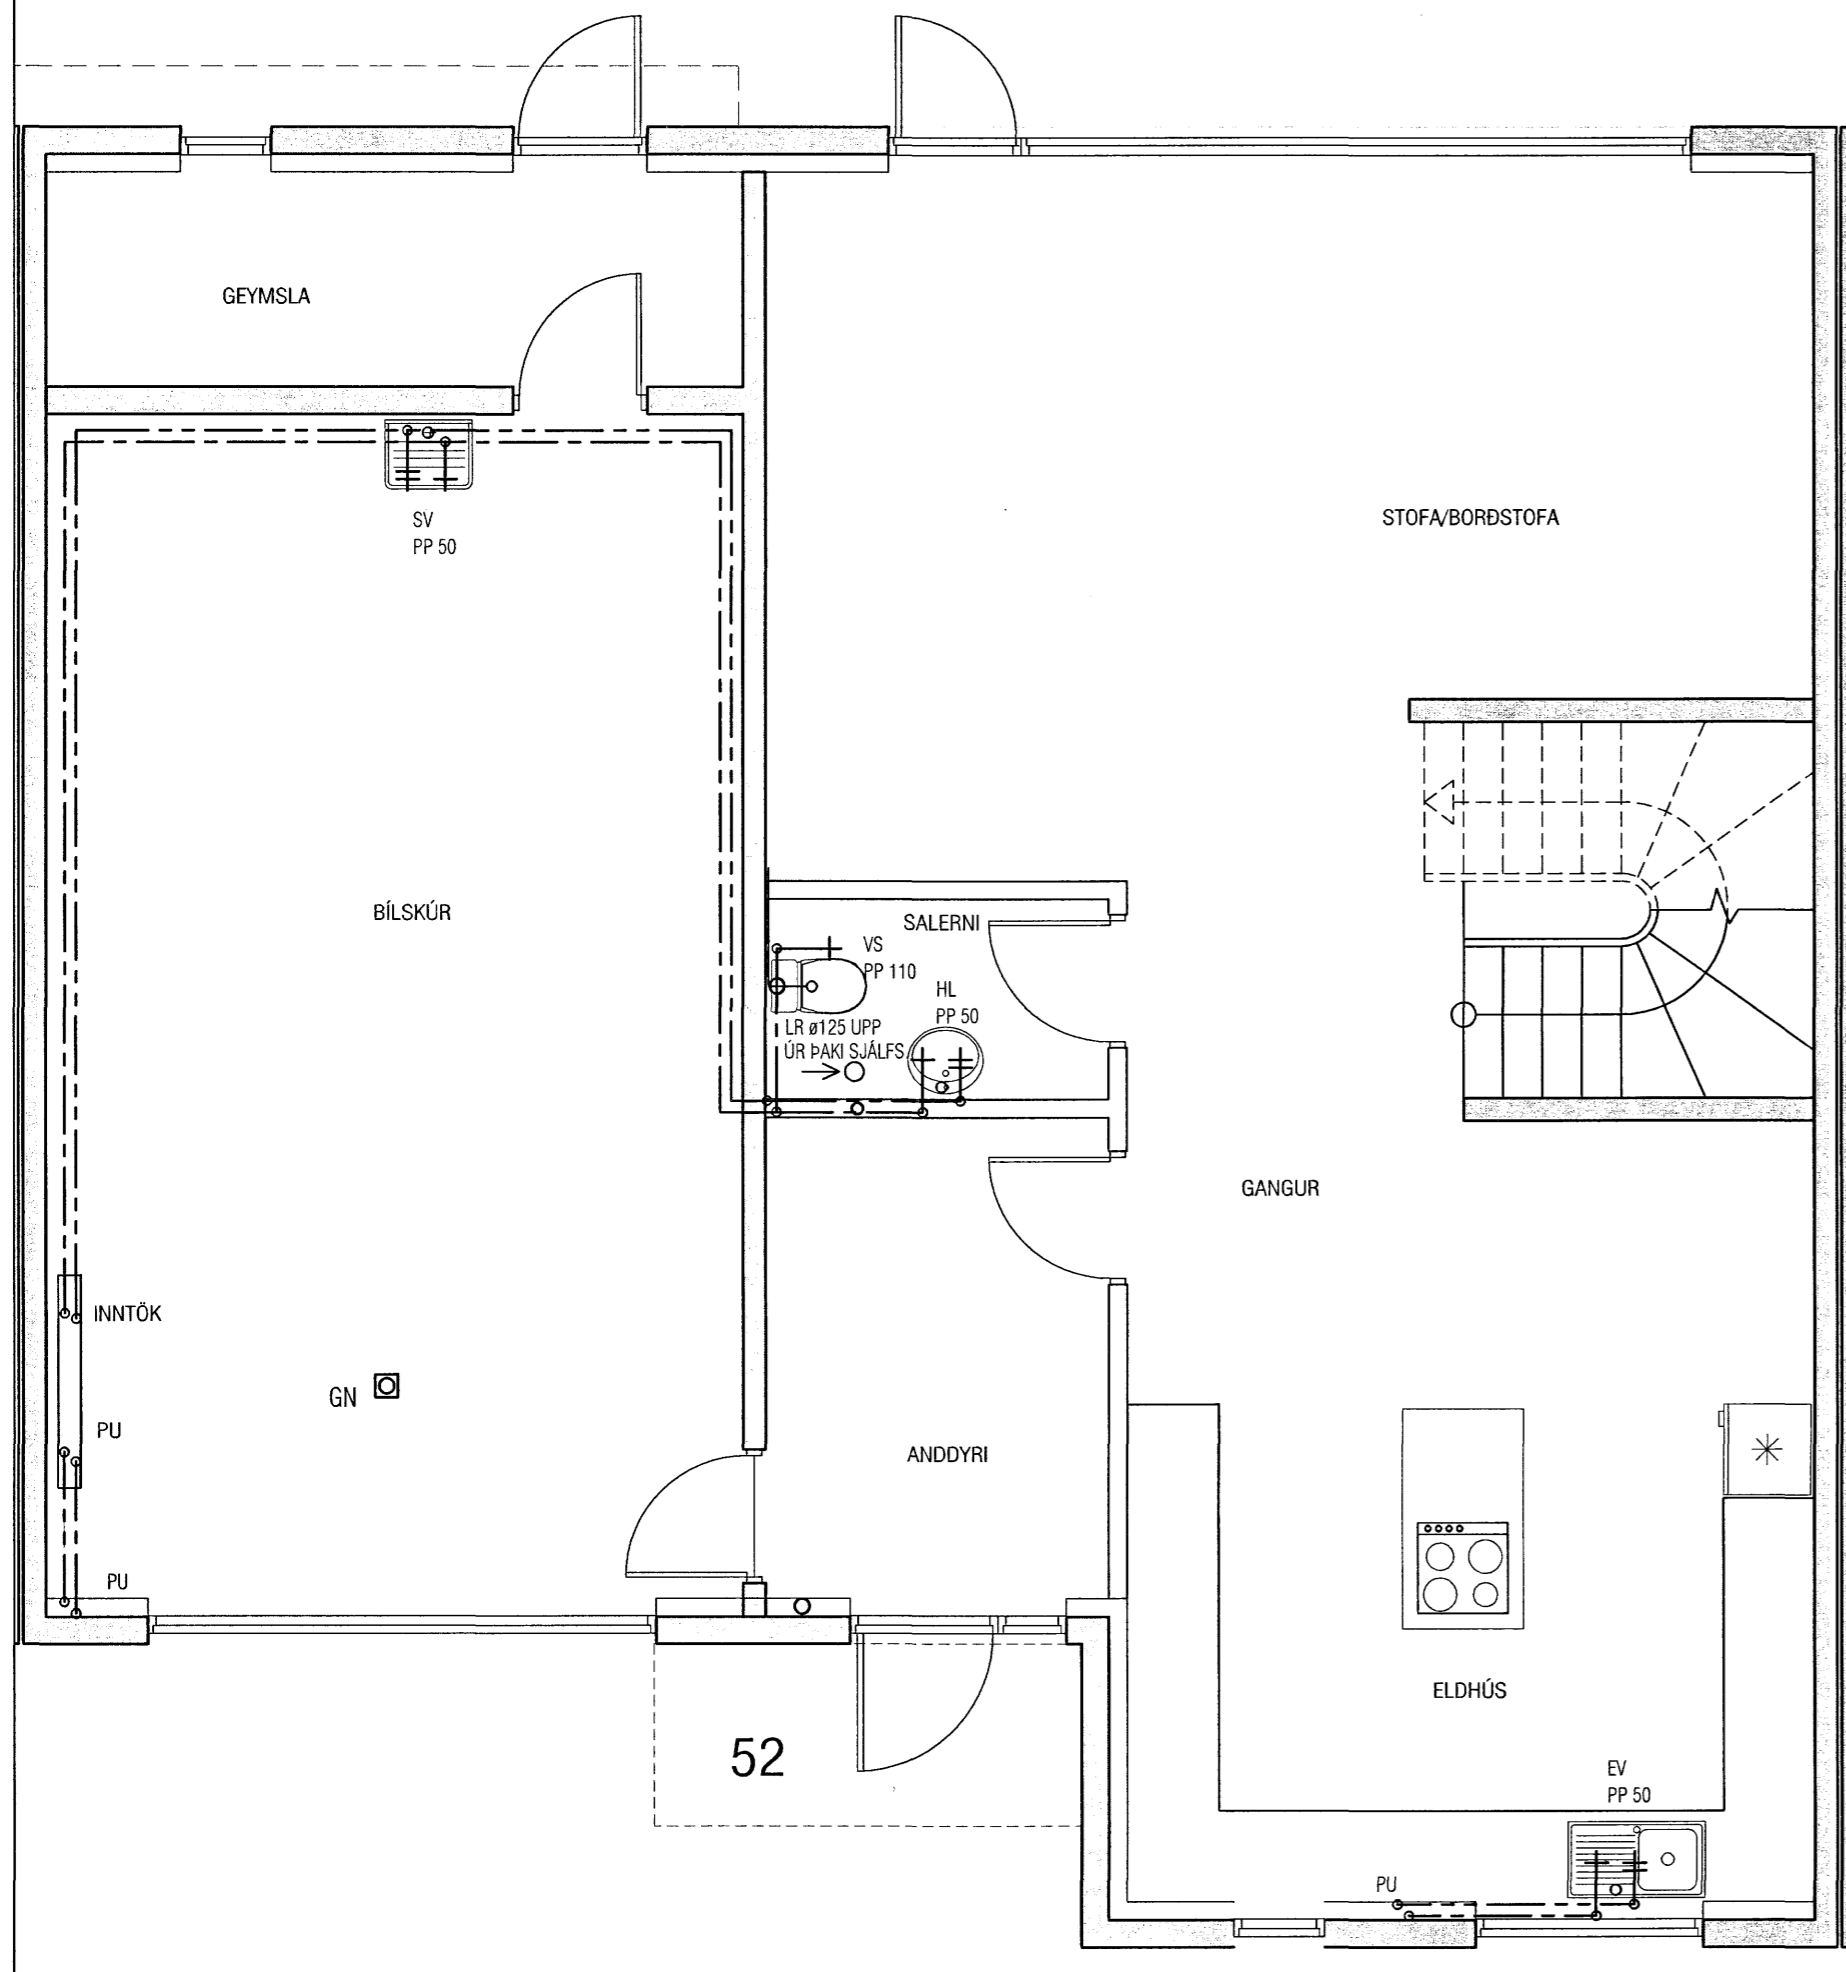 GEYMSLA
STOFA/BORÐSTOFA
SV
PP 50
BÍLSKÚR
SALERNI
VS
PP 110
HL
PP 50
LR ø125 UPP
ÚR ÞAKI SJÁLFS
GANGUR
INNTÖK
GN
PU
ANDDYRI
PU
ELDHÚS
52
EV
PP 50
PU